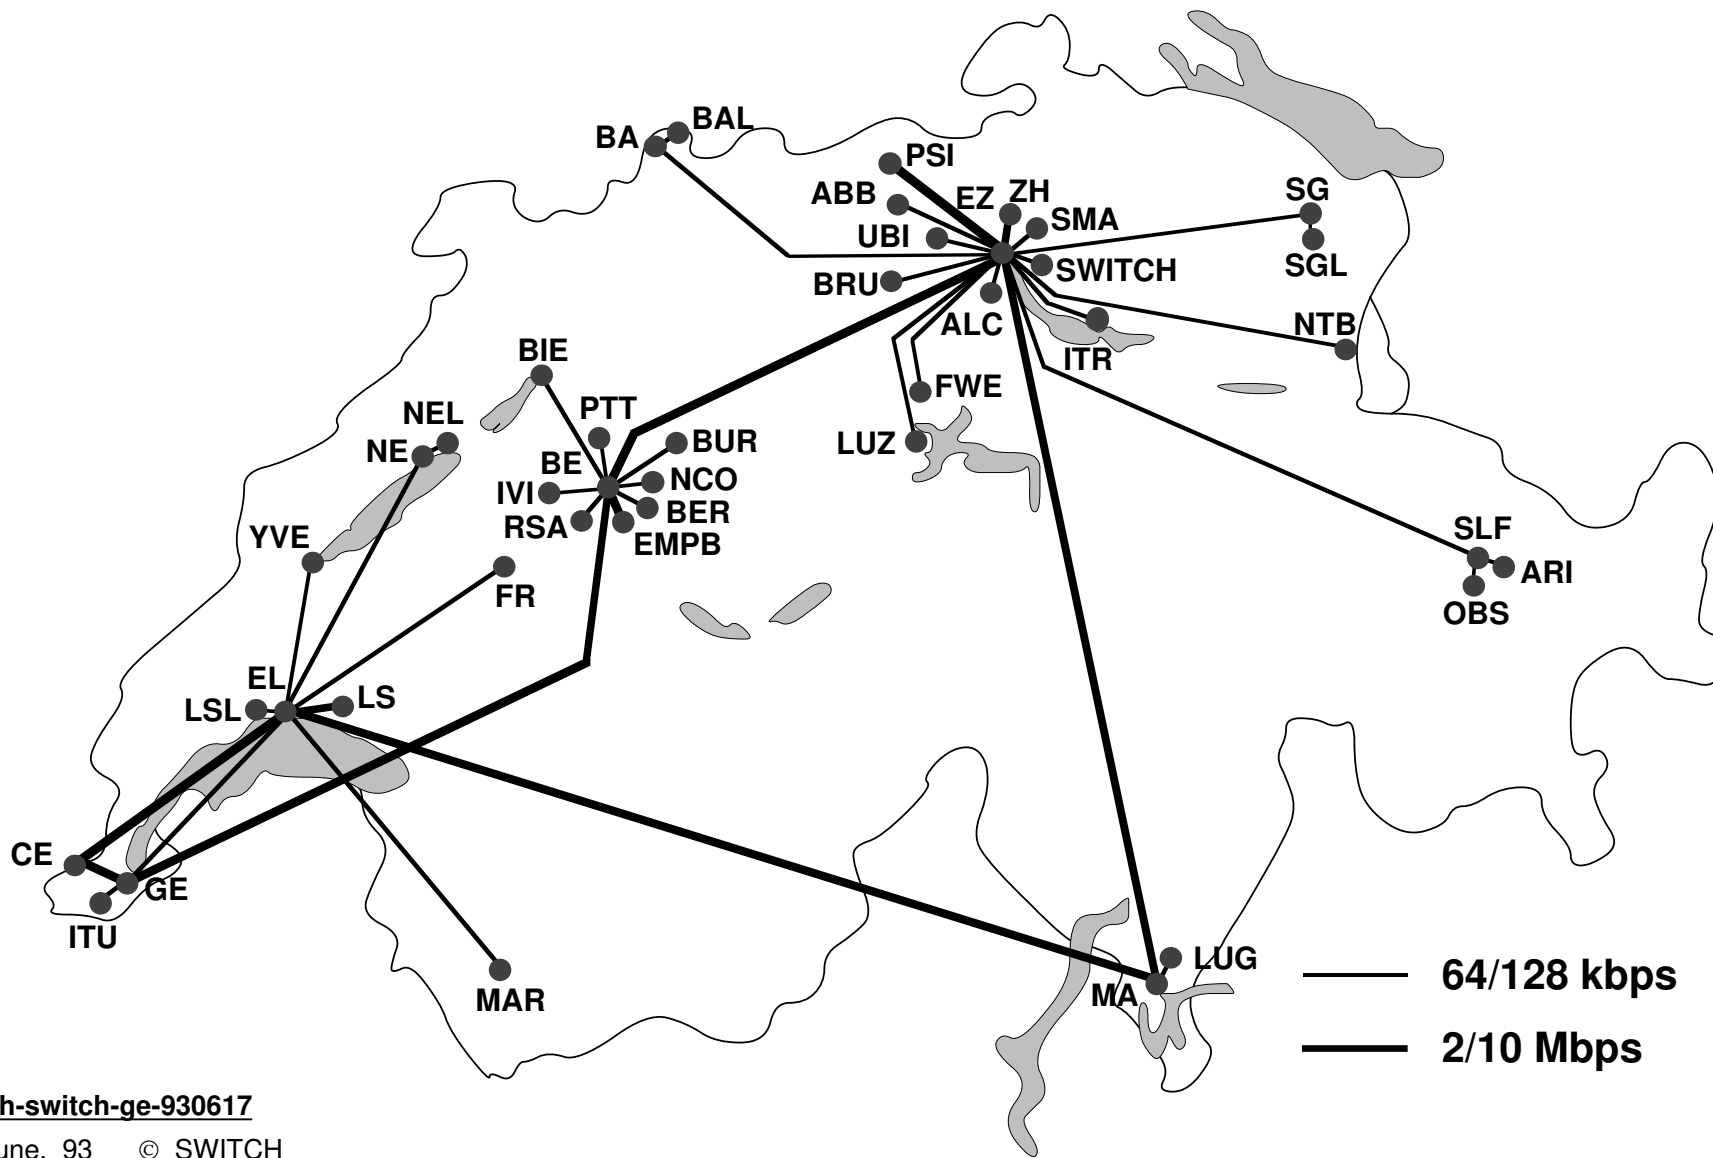 BAL
BA
PSI
ABB
EZ
ZH
SMA
SG
UBI
SGL
SWITCH
BRU
ALC
NTB
ITR
BIE
FWE
PTT
NEL
NE
BUR
LUZ
BE
NCO
IVI
BER
RSA
EMPB
YVE
SLF
ARI
FR
OBS
EL
LS
LSL
CE
GE
ITU
LUG
MAR
MA
64/128 kbps
2/10 Mbps
h-switch-ge-930617
une, 93 © SWITCH